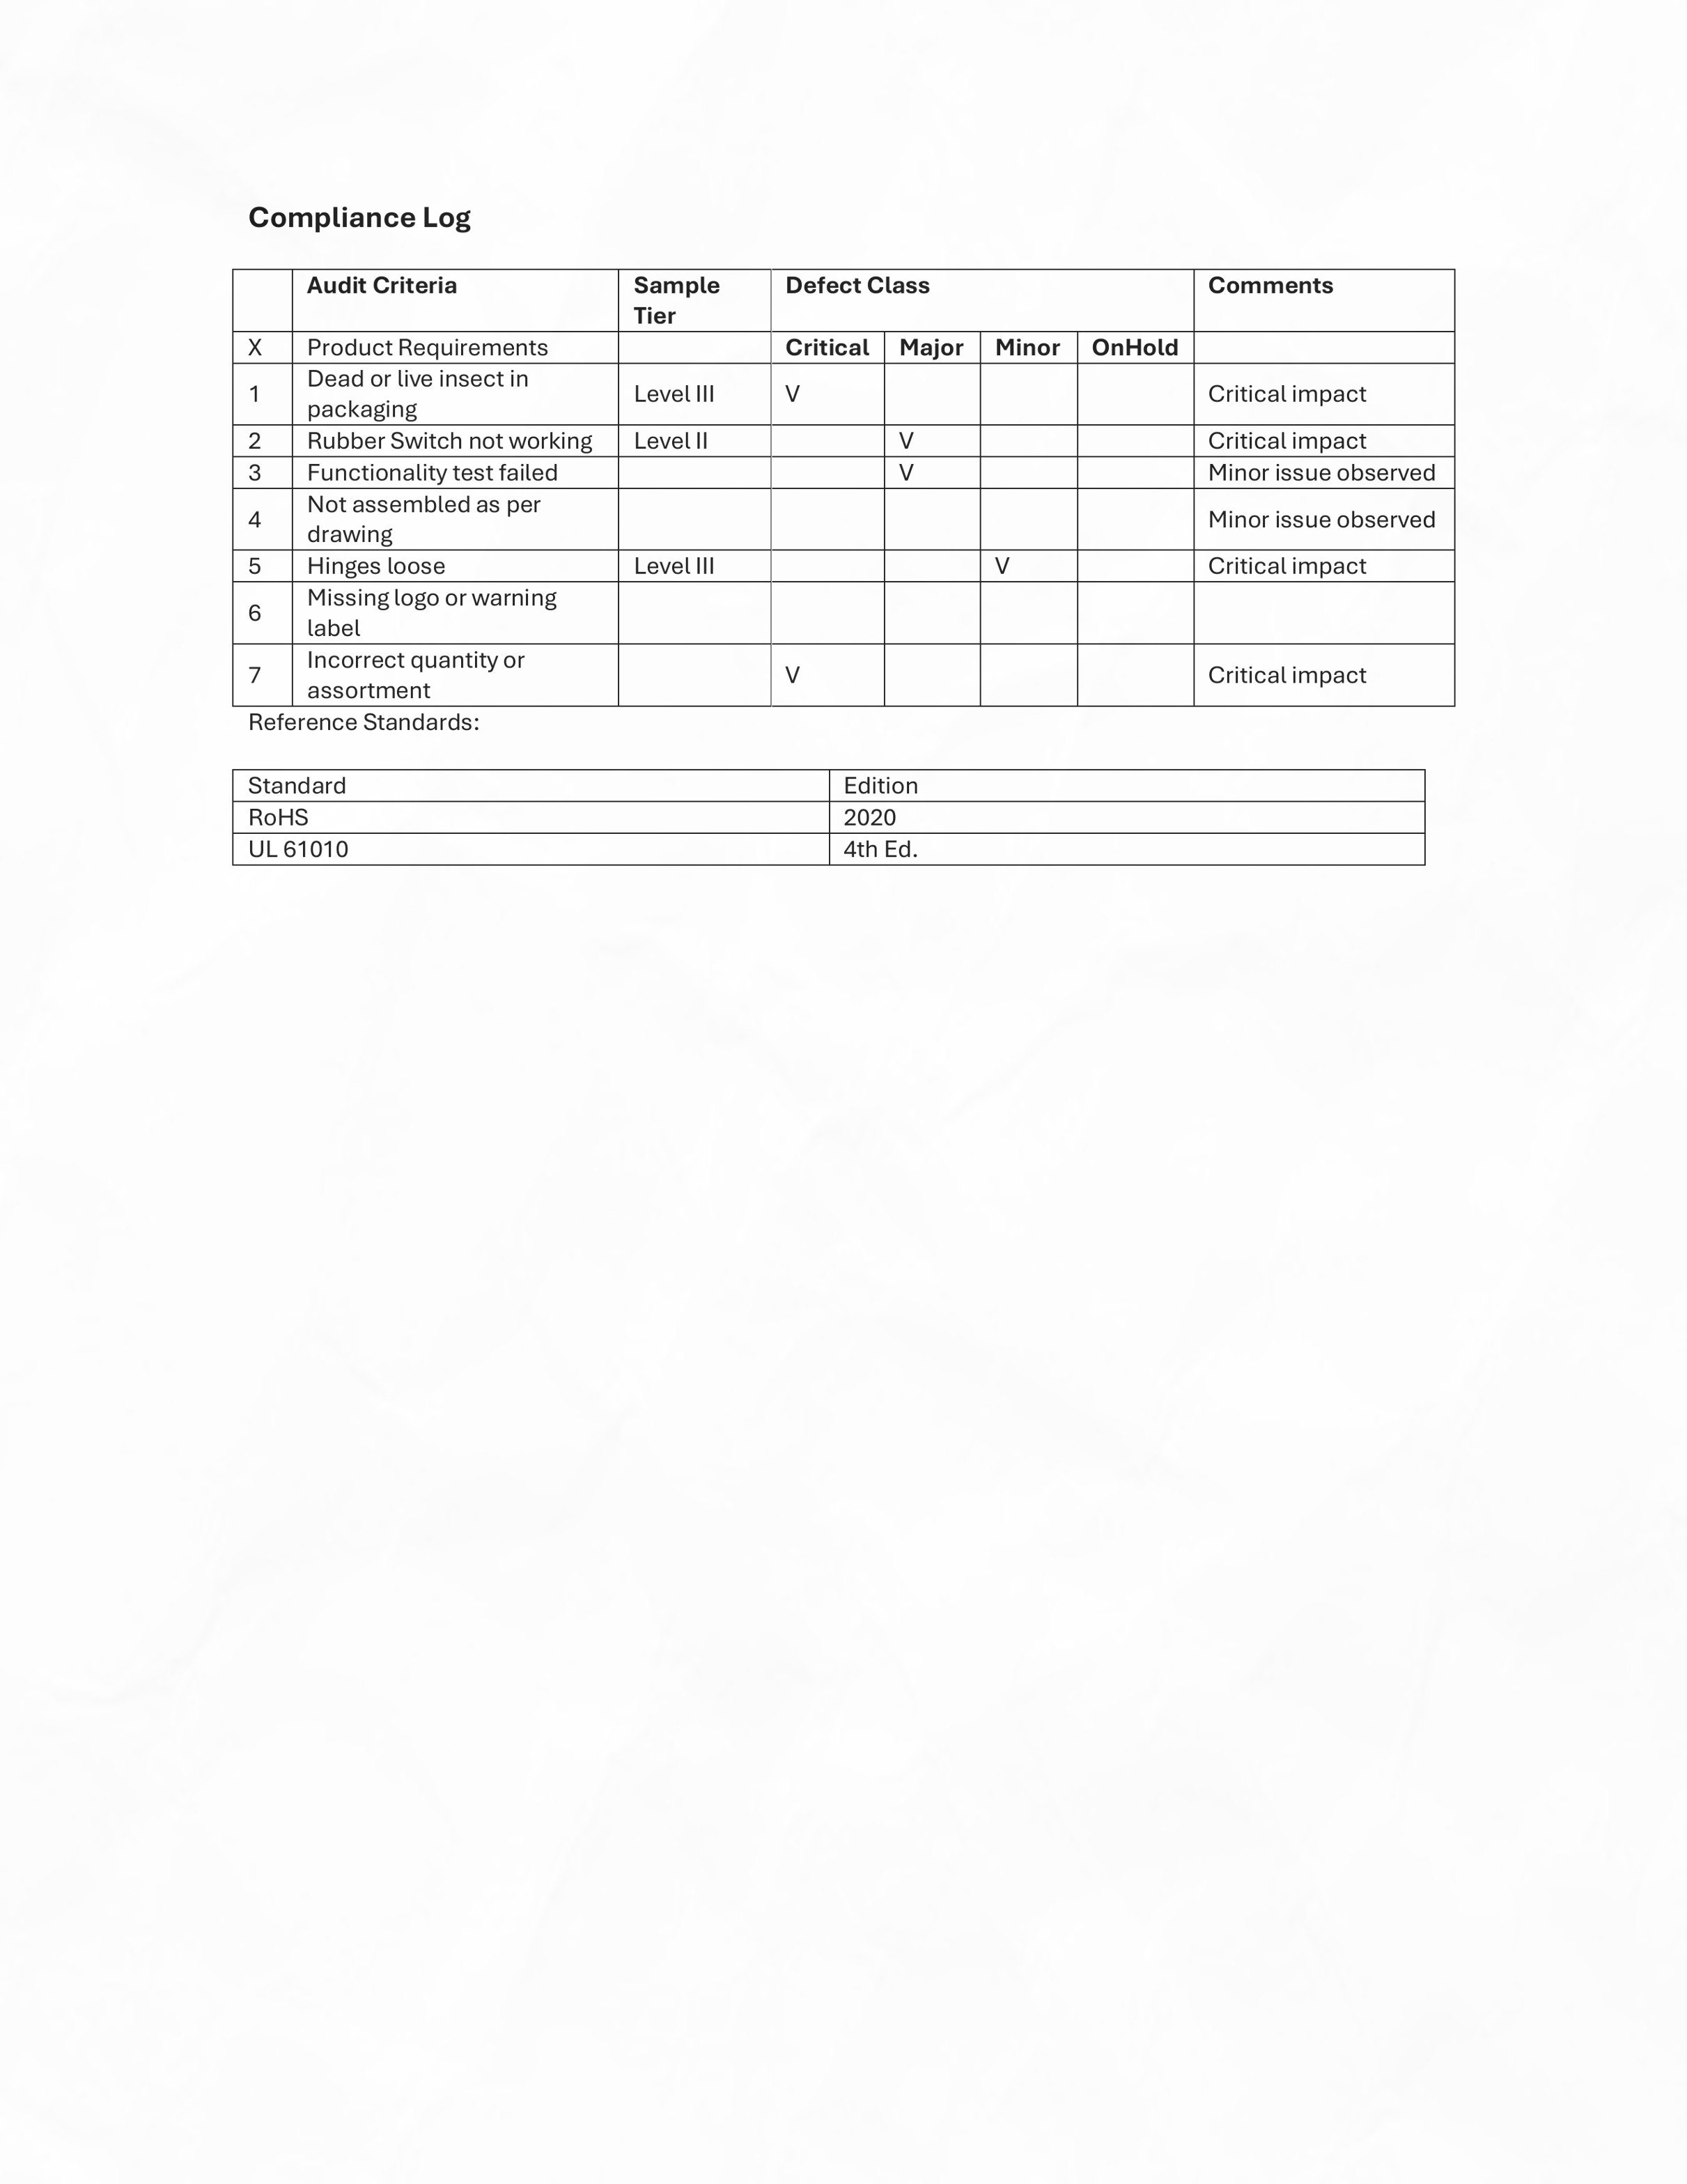 Compliance Log
Audit Criteria Sample Tier Defect Class Comments
X Product Requirements Critical Major Minor OnHold
1 Dead or live insect in packaging Level III V Critical impact
2 Rubber Switch not working Level II V Critical impact
3 Functionality test failed V Minor issue observed
4 Not assembled as per drawing Minor issue observed
5 Hinges loose Level III V Critical impact
6 Missing logo or warning label
7 Incorrect quantity or assortment V Critical impact
Reference Standards:
Standard Edition
RoHS 2020
UL 61010 4th Ed.